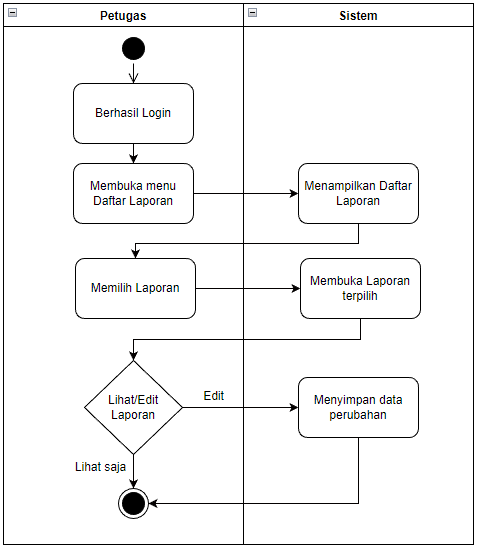 Petugas
Sistem
Berhasil Login
Membuka menu
Daftar Laporan
Menampilkan Daftar
Laporan
Memilih Laporan
Membuka Laporan
terpilih
Lihat/Edit
Laporan
Edit
Menyimpan data
perubahan
Lihat saja